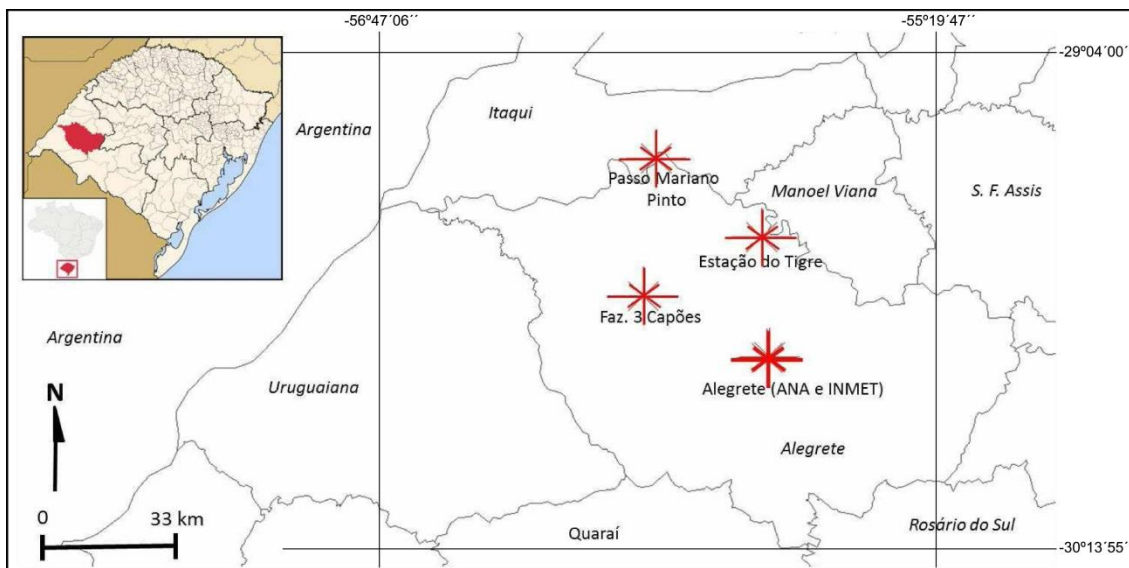 -56º47´06´´
-55º19´47´´
-29º04´00´´
Itaqui
Argentina
Passo Mariano
Pinto
Manoel Viana
S. F. Assis
Estação do Tigre
Faz. 3 Capões
Argentina
Uruguaiana
Alegrete (ANA e INMET)
N
Alegrete
0
33 km
Quaraí
Rosário do Sul
-30º13´55´´